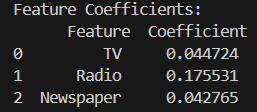 Feature Coefficients:
Feature Coefficient
0 TV 0.044724
1 Radio 0.175531
2 Newspaper 0.042765